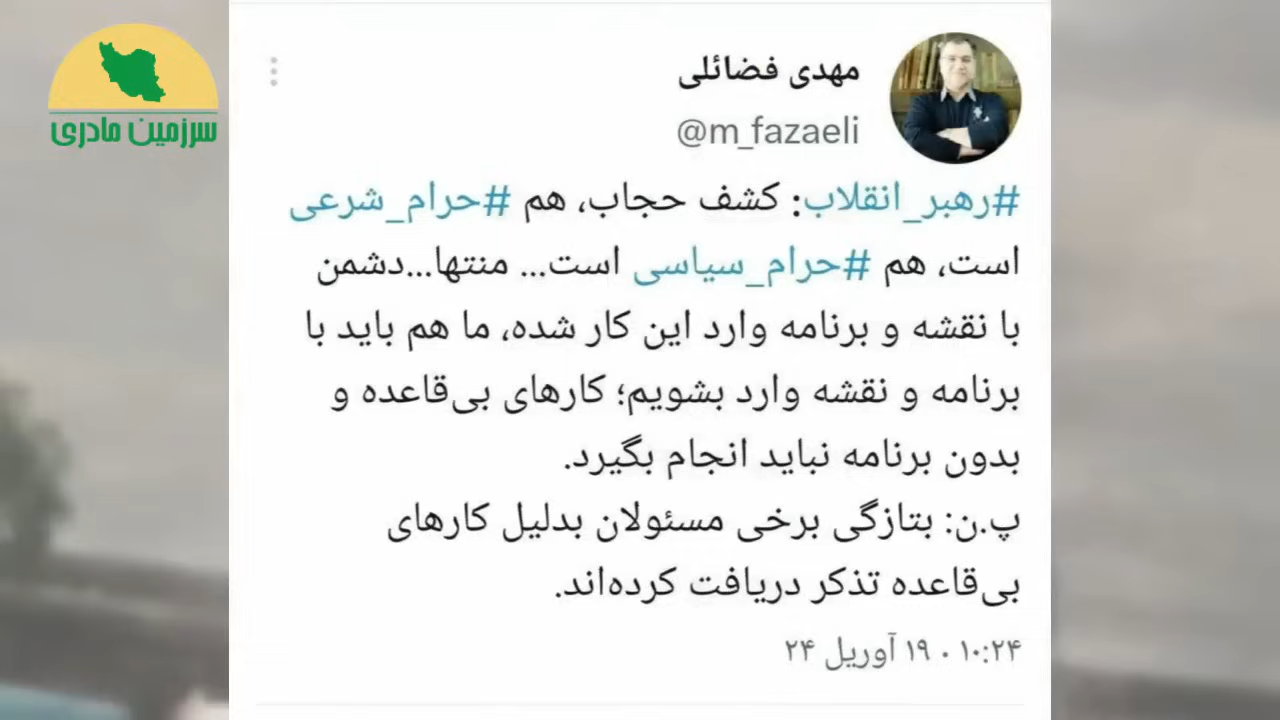 سرزمین مادری
مهدی فضائلی
@m_fazaeli
#رهبر_انقلاب: کشف حجاب، هم #حرام_شرعی
است، هم #حرام_سیاسی است... منتها...دشمن
با نقشه و برنامه وارد این کار شده، ما هم باید با
برنامه و نقشه وارد بشویم؛ کارهای بی‌قاعده و
بدون برنامه نباید انجام بگیرد.
پ.ن: بتازگی برخی مسئولان بدلیل کارهای
بی‌قاعده تذکر دریافت کرده‌اند.
۱۰:۲۴ · ۱۹ آوریل ۲۴